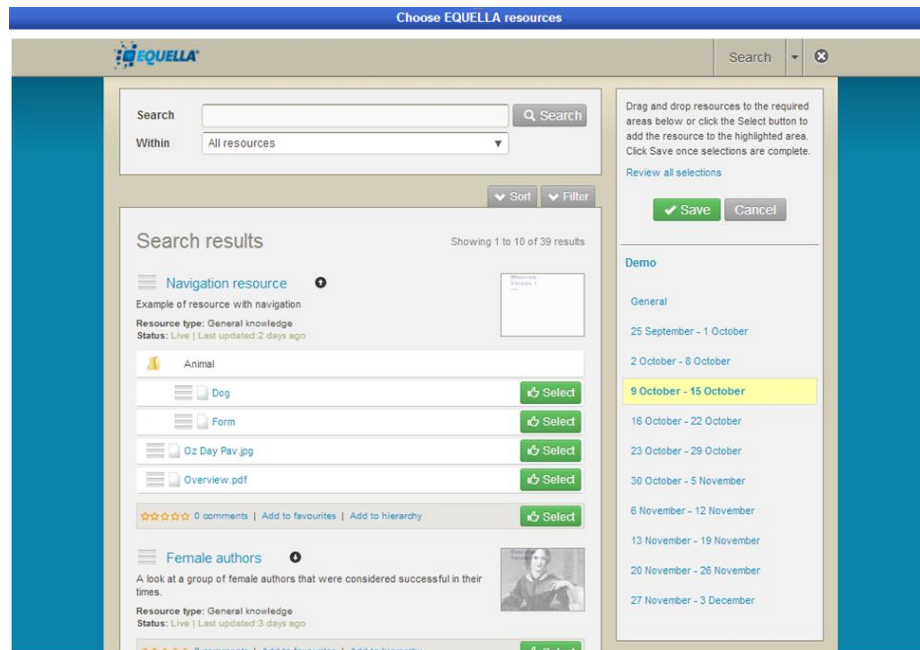 Choose EQUELLA resources
EQUELLA
Search
Search
Search
Within
All resources
Sort
Filter
Search results
Showing 1 to 10 of 39 results
Navigation resource
Example of resource with navigation
Resource type: General knowledge
Status: Live | Last updated:2 days ago
Animal
Dog
Select
Form
Select
Oz Day Pav.jpg
Select
Overview.pdf
Select
0 comments | Add to favourites | Add to hierarchy
Select
Female authors
A look at a group of female authors that were considered successful in their
times.
Resource type: General knowledge
Status: Live | Last updated:3 days ago
Drag and drop resources to the required
areas below or click the Select button to
add the resource to the highlighted area.
Click Save once selections are complete.
Review all selections
Save
Cancel
Demo
General
25 September - 1 October
2 October - 8 October
9 October - 15 October
16 October - 22 October
23 October - 29 October
30 October - 5 November
6 November - 12 November
13 November - 19 November
20 November - 26 November
27 November - 3 December